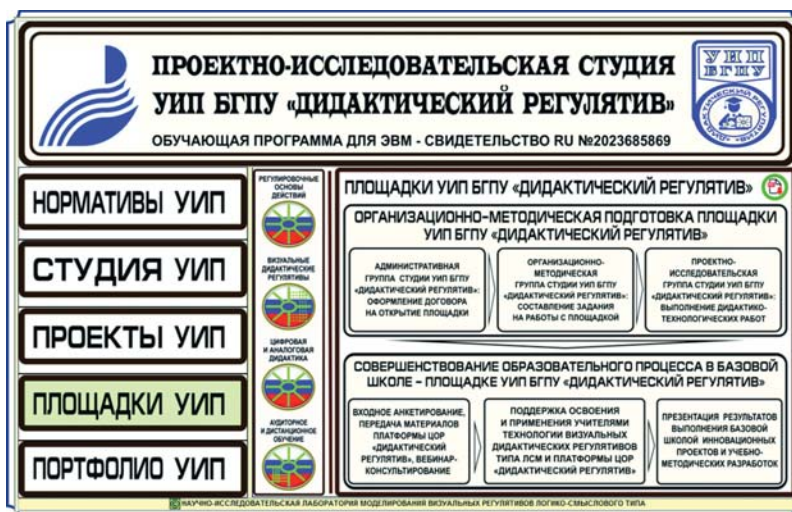 ПРОЕКТНО-ИССЛЕДОВАТЕЛЬСКАЯ СТУДИЯ
УИП БГПУ «ДИДАКТИЧЕСКИЙ РЕГУЛЯТИВ»
ОБУЧАЮЩАЯ ПРОГРАММА ДЛЯ ЭВМ - СВИДЕТЕЛЬСТВО RU №2023685869
УИП
БГПУ
«ДИДАКТИЧЕСКИЙ РЕГУЛЯТИВ»
НОРМАТИВЫ УИП
СТУДИЯ УИП
ПРОЕКТЫ УИП
ПЛОЩАДКИ УИП
ПОРТФОЛИО УИП
РЕГУЛИРОВОЧНЫЕ
ОСНОВЫ
ДЕЙСТВИЙ
ВИЗУАЛЬНЫЕ
ДИДАКТИЧЕСКИЕ
РЕГУЛЯТИВЫ
ЦИФРОВАЯ
И АНАЛОГОВАЯ
ДИДАКТИКА
АУДИТОРНОЕ
И ДИСТАНЦИОННОЕ
ОБУЧЕНИЕ
ПЛОЩАДКИ УИП БГПУ «ДИДАКТИЧЕСКИЙ РЕГУЛЯТИВ»
ОРГАНИЗАЦИОННО-МЕТОДИЧЕСКАЯ ПОДГОТОВКА ПЛОЩАДКИ
УИП БГПУ «ДИДАКТИЧЕСКИЙ РЕГУЛЯТИВ»
АДМИНИСТРАТИВНАЯ
ГРУППА СТУДИИ УИП БГПУ
«ДИДАКТИЧЕСКИЙ РЕГУЛЯТИВ»:
ОФОРМЛЕНИЕ ДОГОВОРА
НА ОТКРЫТИЕ ПЛОЩАДКИ
ОРГАНИЗАЦИОННО-
МЕТОДИЧЕСКАЯ
ГРУППА СТУДИИ УИП БГПУ
«ДИДАКТИЧЕСКИЙ РЕГУЛЯТИВ»:
СОСТАВЛЕНИЕ ЗАДАНИЯ
НА РАБОТЫ С ПЛОЩАДКОЙ
ПРОЕКТНО-
ИССЛЕДОВАТЕЛЬСКАЯ
ГРУППА СТУДИИ УИП БГПУ
«ДИДАКТИЧЕСКИЙ РЕГУЛЯТИВ»:
ВЫПОЛНЕНИЕ ДИДАКТИКО-
ТЕХНОЛОГИЧЕСКИХ РАБОТ
СОВЕРШЕНСТВОВАНИЕ ОБРАЗОВАТЕЛЬНОГО ПРОЦЕССА В БАЗОВОЙ
ШКОЛЕ – ПЛОЩАДКЕ УИП БГПУ «ДИДАКТИЧЕСКИЙ РЕГУЛЯТИВ»
ВХОДНОЕ АНКЕТИРОВАНИЕ,
ПЕРЕДАЧА МАТЕРИАЛОВ
ПЛАТФОРМЫ ЦОР
«ДИДАКТИЧЕСКИЙ
РЕГУЛЯТИВ», ВЕБИНАР-
КОНСУЛЬТИРОВАНИЕ
ПОДДЕРЖКА ОСВОЕНИЯ
И ПРИМЕНЕНИЯ УЧИТЕЛЯМИ
ТЕХНОЛОГИИ ВИЗУАЛЬНЫХ
ДИДАКТИЧЕСКИХ РЕГУЛЯТИВОВ
ТИПА ЛСМ И ПЛАТФОРМЫ ЦОР
«ДИДАКТИЧЕСКИЙ РЕГУЛЯТИВ»
ПРЕЗЕНТАЦИЯ РЕЗУЛЬТАТОВ
ВЫПОЛНЕНИЯ БАЗОВОЙ
ШКОЛОЙ ИННОВАЦИОННЫХ
ПРОЕКТОВ И УЧЕБНО-
МЕТОДИЧЕСКИХ РАЗРАБОТОК
НАУЧНО-ИССЛЕДОВАТЕЛЬСКАЯ ЛАБОРАТОРИЯ МОДЕЛИРОВАНИЯ ВИЗУАЛЬНЫХ РЕГУЛЯТИВОВ ЛОГИКО-СМЫСЛОВОГО ТИПА